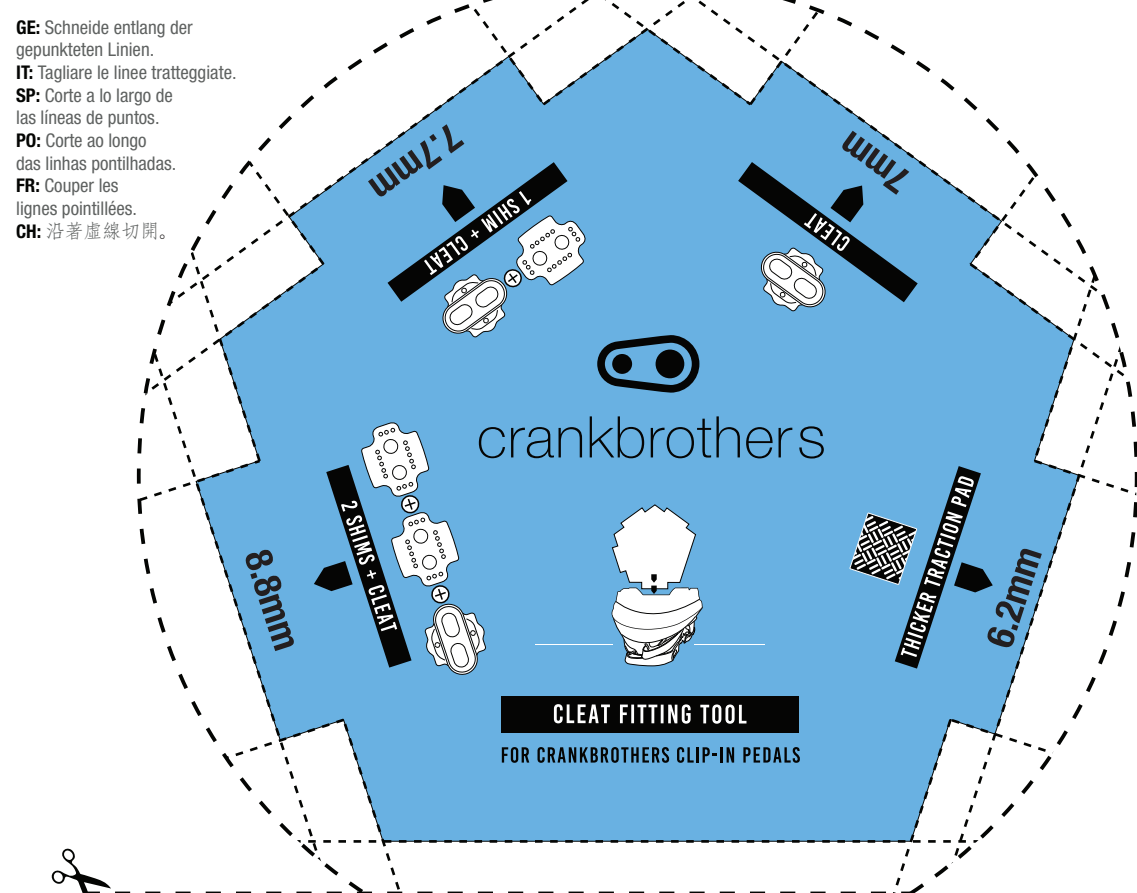 GE: Schneide entlang der
gepunkteten Linien.
IT: Tagliare le linee tratteggiate.
SP: Corte a lo largo de
las líneas de puntos.
PO: Corte ao longo
das linhas pontilhadas.
FR: Couper les
lignes pointillées.
CH: 沿著虛線切開。
7.7mm
1 SHIM + CLEAT
7mm
CLEAT
crankbrothers
8.8mm
2 SHIMS + CLEAT
THICKER TRACTION PAD
6.2mm
CLEAT FITTING TOOL
FOR CRANKBROTHERS CLIP-IN PEDALS